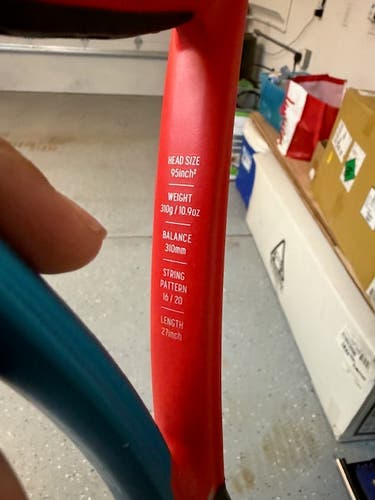 HEAD SIZE
95inch²
WEIGHT
310g / 10.9oz
BALANCE
310mm
STRING
PATTERN
16 / 20
LENGTH
27inch